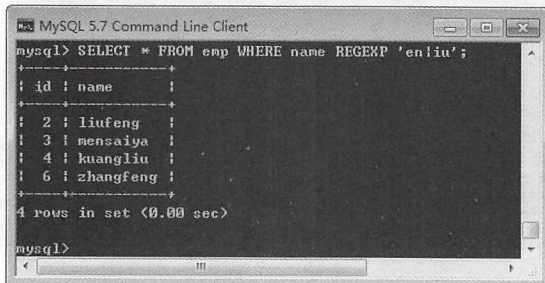 MySQL 5.7 Command Line Client
mysql> SELECT * FROM emp WHERE name REGEXP 'en|iu';
+----+-----------+
| id | name      |
+----+-----------+
|  2 | liufeng   |
|  3 | mensaiya  |
|  4 | kuangliu  |
|  6 | zhangfeng |
+----+-----------+
4 rows in set (0.00 sec)
mysql>